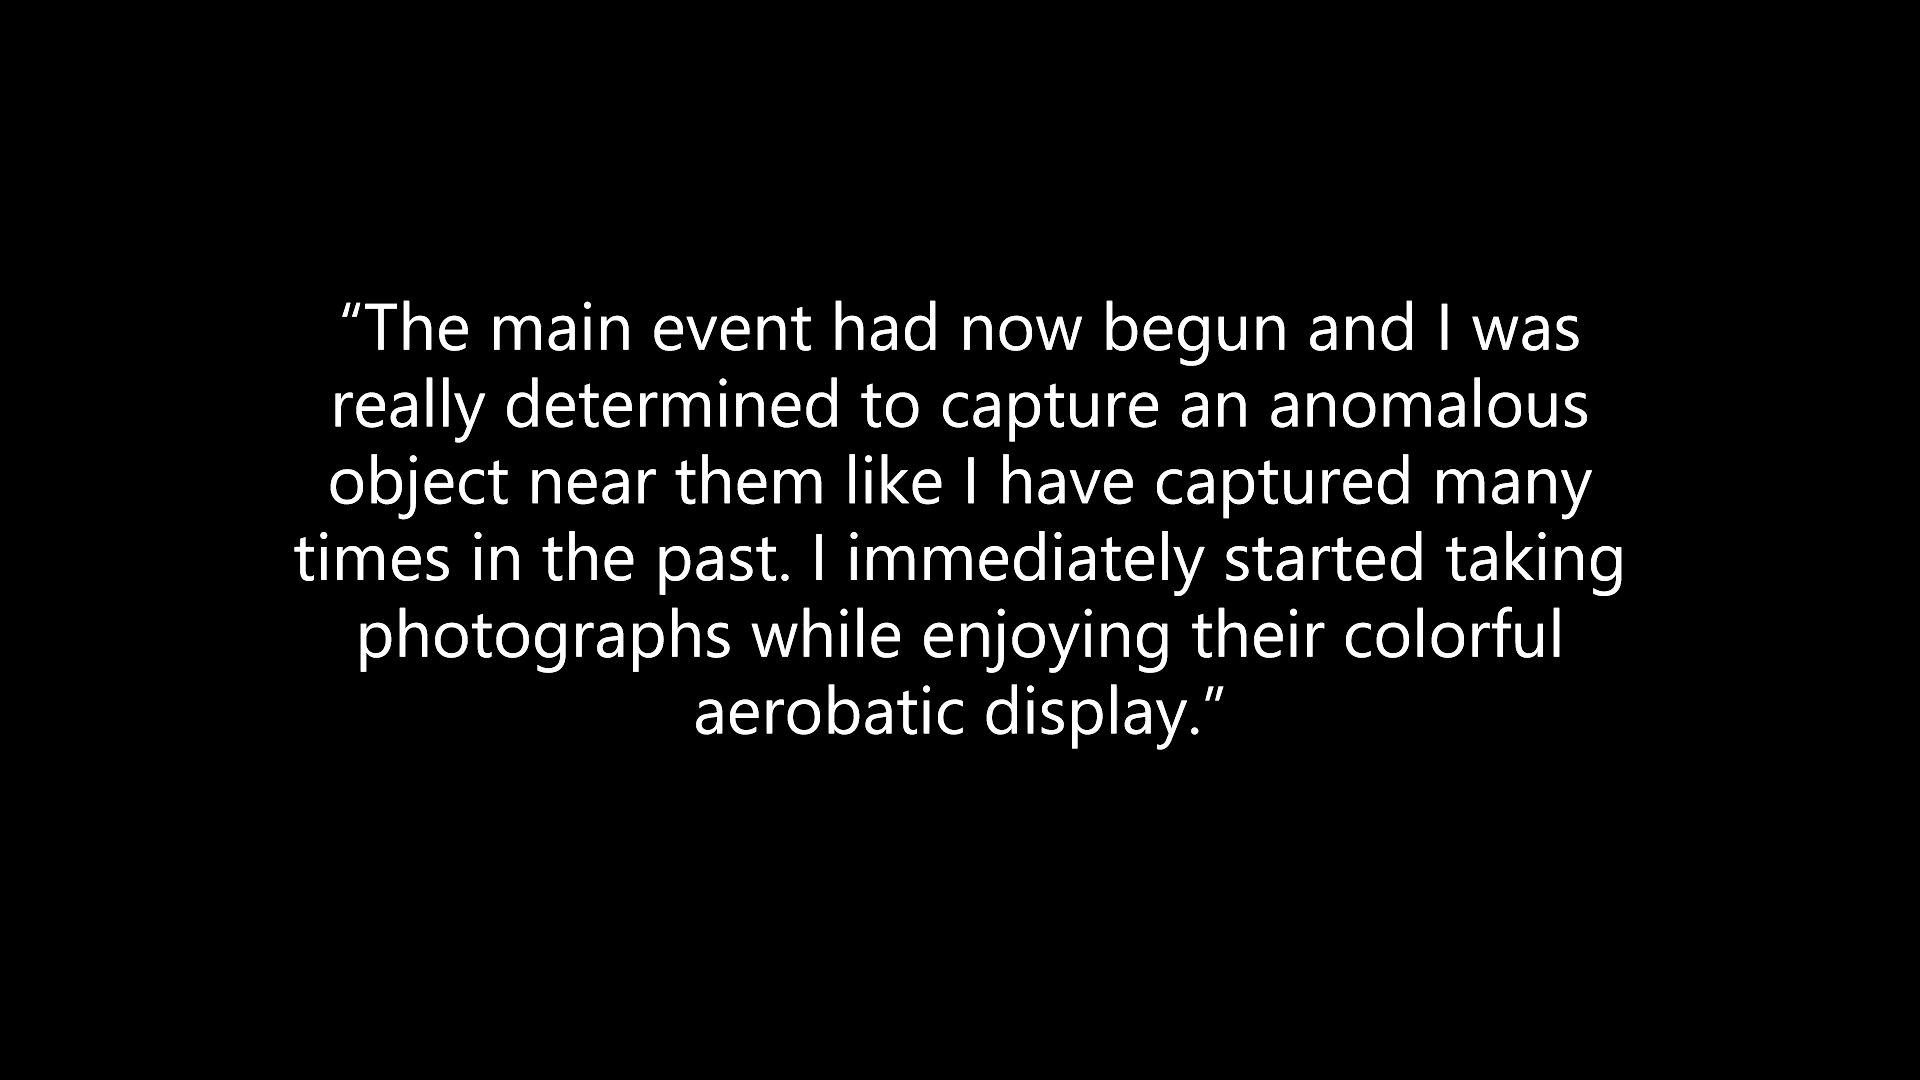 “The main event had now begun and I was
really determined to capture an anomalous
object near them like I have captured many
times in the past. I immediately started taking
photographs while enjoying their colorful
aerobatic display.”